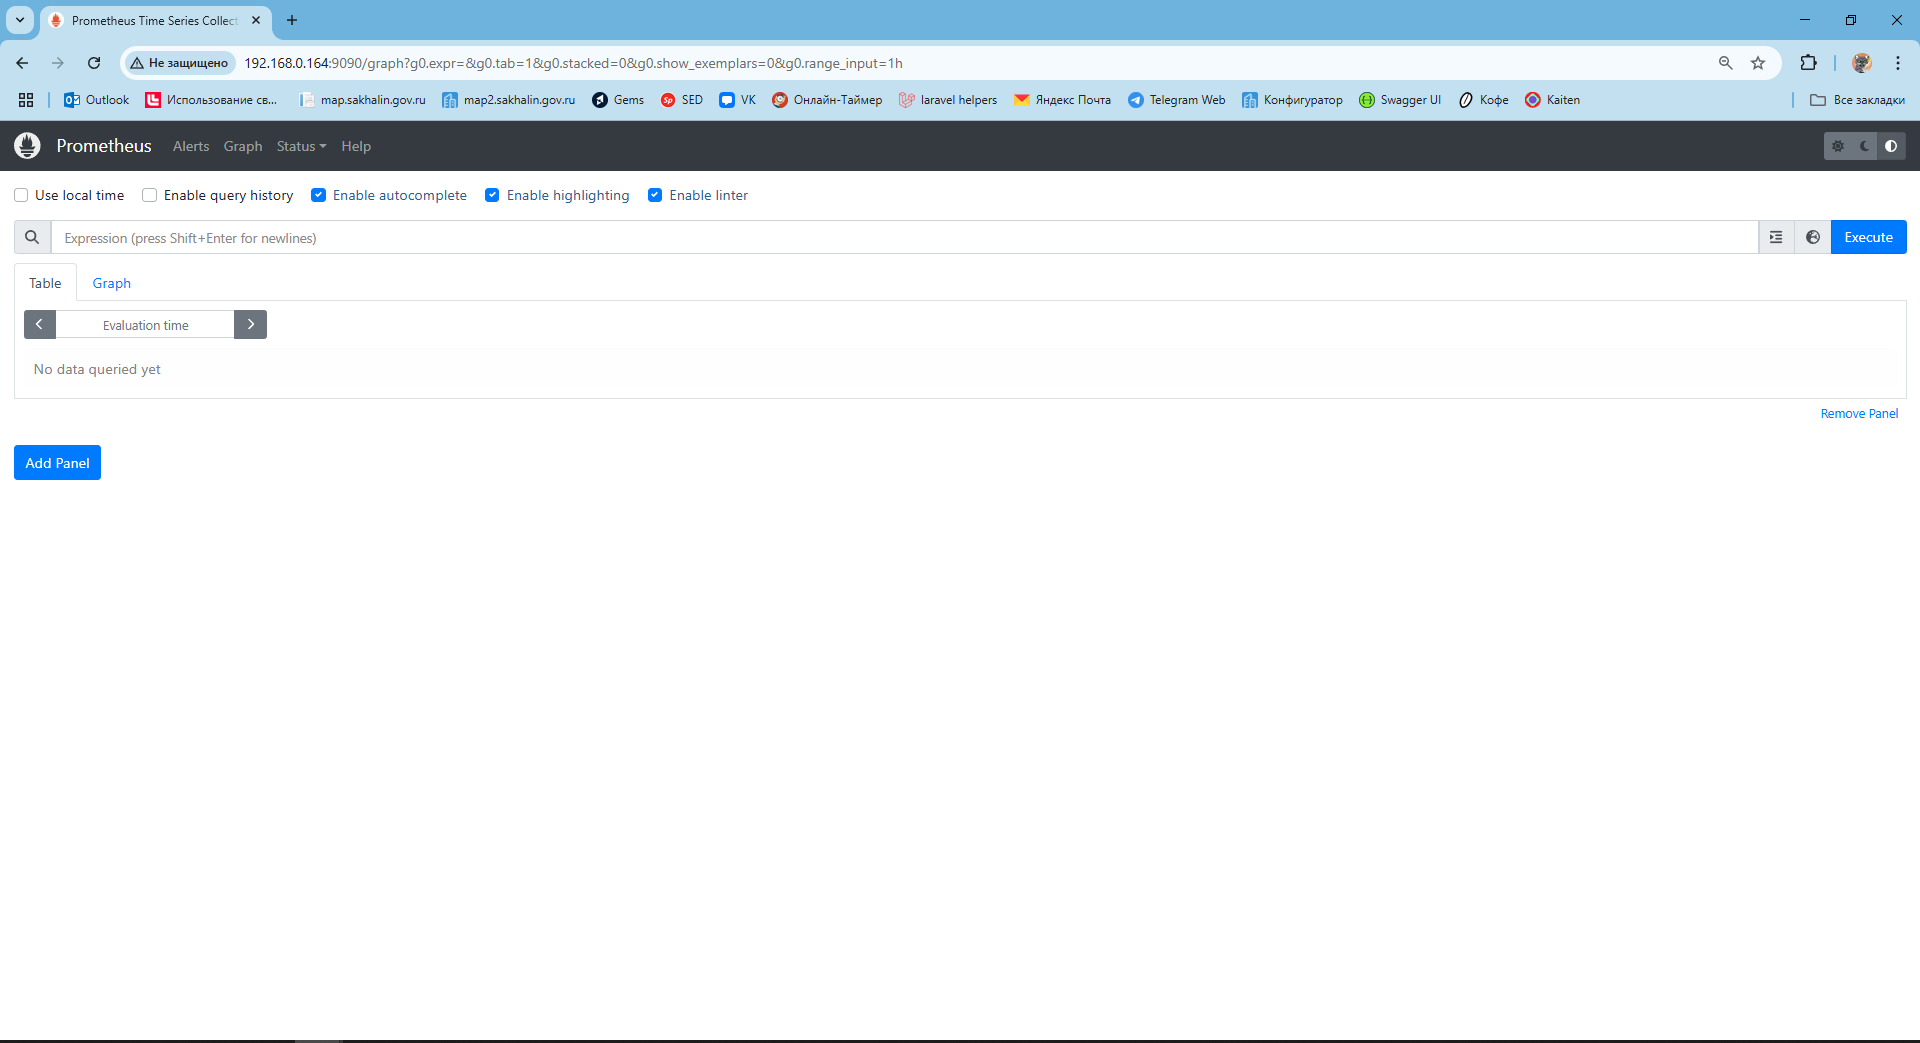 Prometheus Time Series Collect
Не защищено 192.168.0.164:9090/graph?g0.expr=&g0.tab=1&g0.stacked=0&g0.show_exemplars=0&g0.range_input=1h
Outlook Использование св... map.sakhalin.gov.ru map2.sakhalin.gov.ru Gems SED VK Онлайн-Таймер laravel helpers Яндекс Почта Telegram Web Конфигуратор Swagger UI Кофе Kaiten Все закладки
Prometheus Alerts Graph Status Help
Use local time Enable query history Enable autocomplete Enable highlighting Enable linter
Expression (press Shift+Enter for newlines) Execute
Table Graph
Evaluation time
No data queried yet
Remove Panel
Add Panel